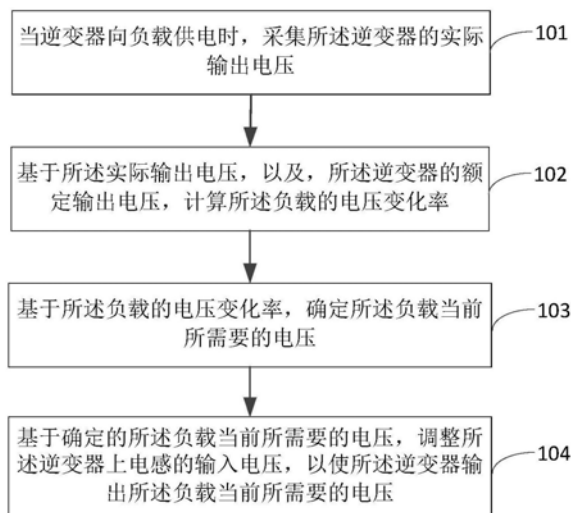 当逆变器向负载供电时，采集所述逆变器的实际
输出电压
101
基于所述实际输出电压，以及，所述逆变器的额
定输出电压，计算所述负载的电压变化率
102
基于所述负载的电压变化率，确定所述负载当前
所需要的电压
103
基于确定的所述负载当前所需要的电压，调整所
述逆变器上电感的输入电压，以使所述逆变器输
出所述负载当前所需要的电压
104